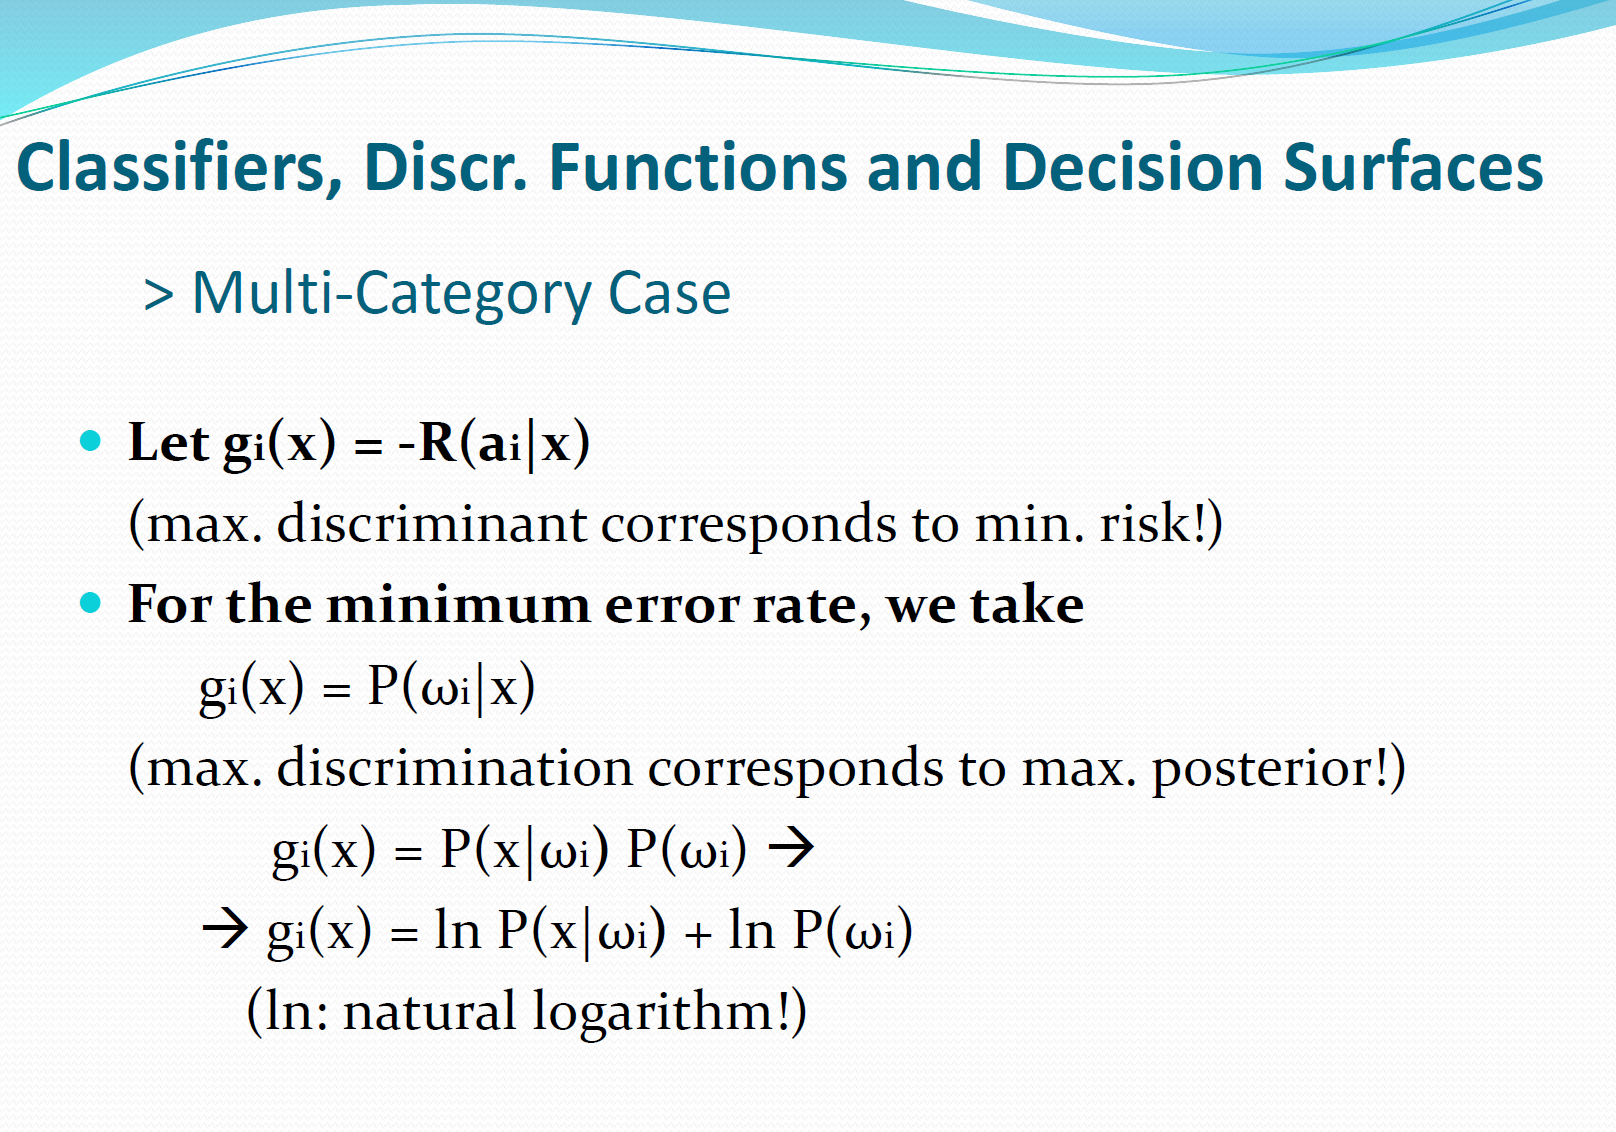 Classifiers, Discr. Functions and Decision Surfaces
> Multi-Category Case
• Let gi(x) = -R(ai|x)
(max. discriminant corresponds to min. risk!)
• For the minimum error rate, we take
gi(x) = P(ωi|x)
(max. discrimination corresponds to max. posterior!)
gi(x) = P(x|ωi) P(ωi) →
→ gi(x) = ln P(x|ωi) + ln P(ωi)
(ln: natural logarithm!)